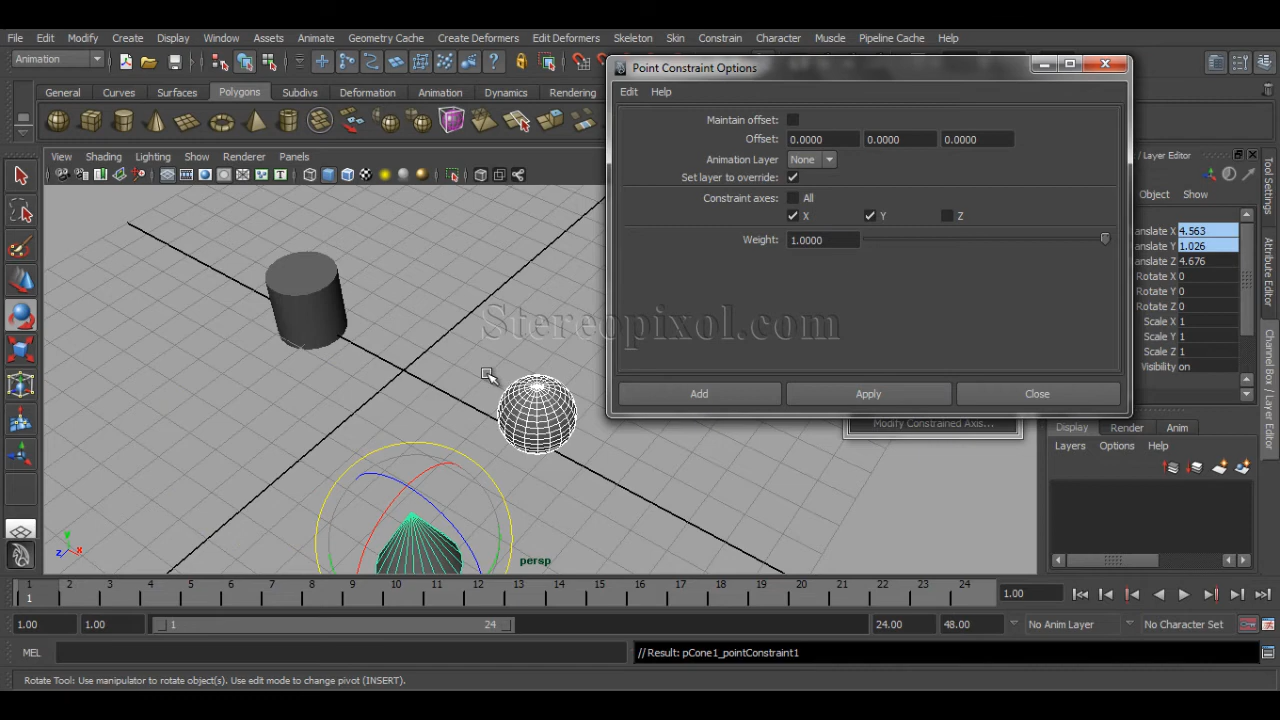 File Edit Modify Create Display Window Assets Animate Geometry Cache Create Deformers Edit Deformers Skeleton Skin Constrain Character Muscle Pipeline Cache Help
Animation
Point Constraint Options
General Curves Surfaces Polygons Subdivs Deformation Animation Dynamics Rendering
Edit Help
Maintain offset:
Offset: 0.0000 0.0000 0.0000
Animation Layer None
Set layer to override:
Constraint axes: All
X Y Z
Weight: 1.0000
Add Apply Close
View Shading Lighting Show Renderer Panels
/ Layer Editor
Object Show
anslate X 4.563
anslate Y 1.026
anslate Z 4.676
Rotate X 0
Rotate Y 0
Rotate Z 0
Scale X 1
Scale Y 1
Scale Z 1
Visibility on
Tool Settings
Attribute Editor
Channel Box / Layer Editor
Stereopixol.com
Modify Constrained Axis...
Display Render Anim
Layers Options Help
y
z x
persp
1 2 3 4 5 6 7 8 9 10 11 12 13 14 15 16 17 18 19 20 21 22 23 24
1 1.00
1.00 1.00 1 24 24.00 48.00 No Anim Layer No Character Set
MEL // Result: pCone1_pointConstraint1
Rotate Tool: Use manipulator to rotate object(s). Use edit mode to change pivot (INSERT).